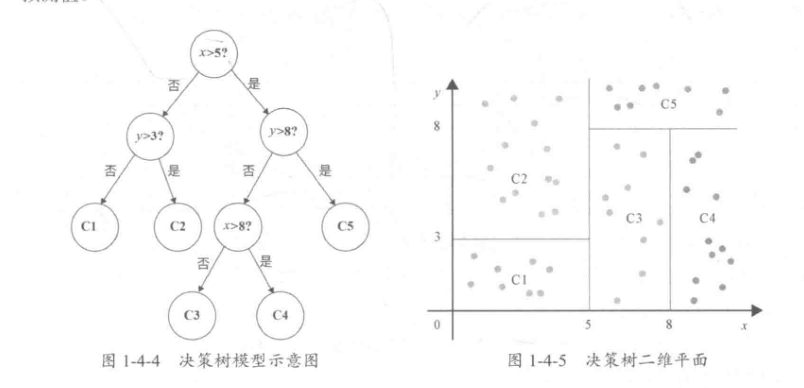 x>5?
否
是
y>3?
y>8?
否
是
否
是
C1
C2
x>8?
C5
否
是
C3
C4
图 1-4-4 决策树模型示意图
y
C5
8
C2
C3
C4
3
C1
0
5
8
x
图 1-4-5 决策树二维平面